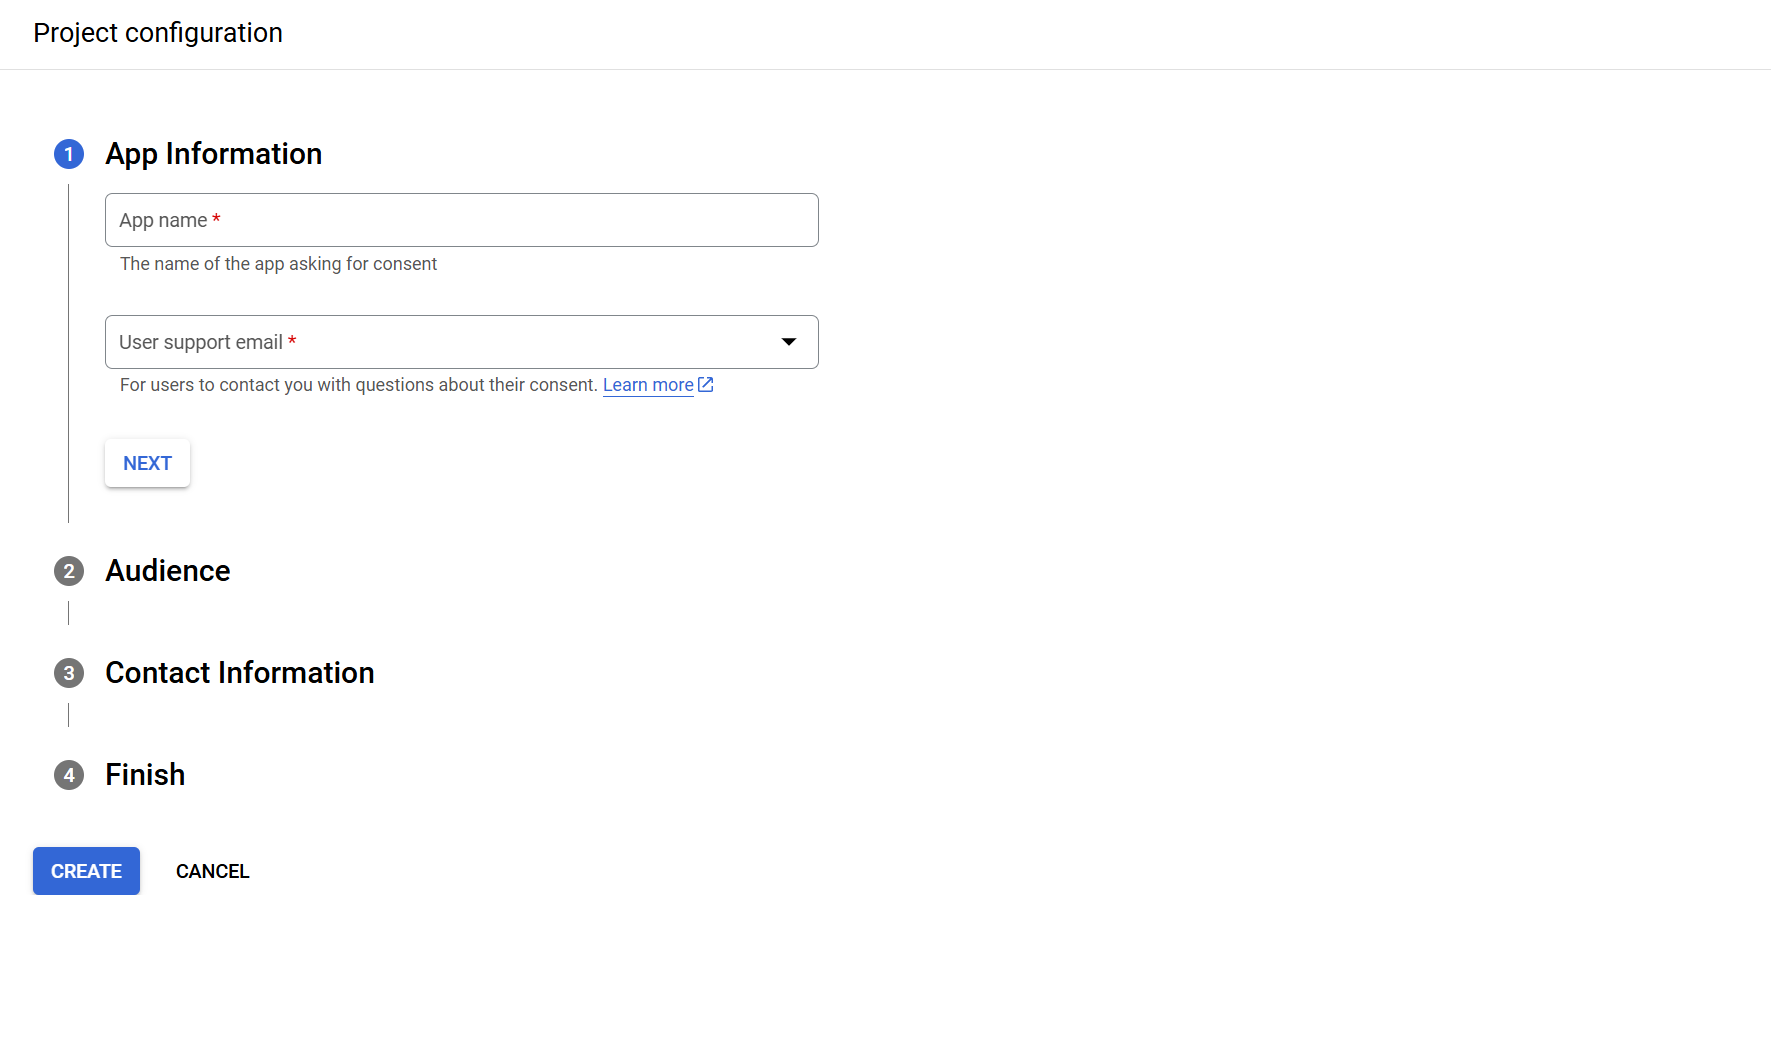 Project configuration
1 App Information
App name *
The name of the app asking for consent
User support email *
For users to contact you with questions about their consent. Learn more
NEXT
2 Audience
3 Contact Information
4 Finish
CREATE CANCEL